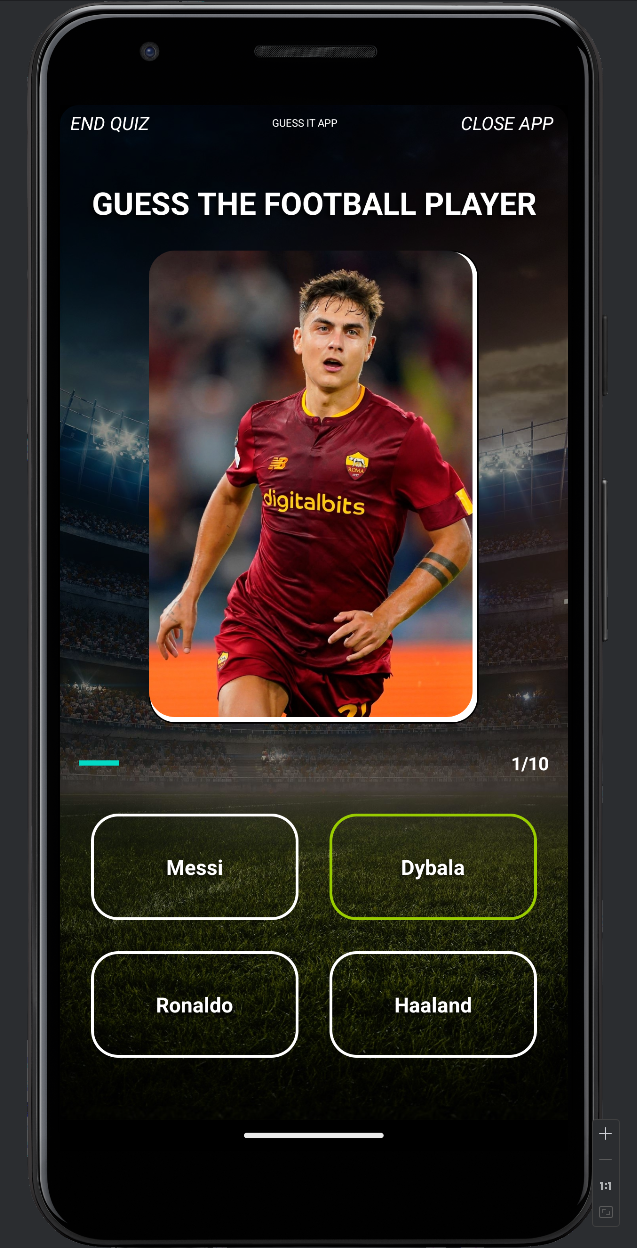 END QUIZ
GUESS IT APP
CLOSE APP
GUESS THE FOOTBALL PLAYER
ROMA
digitalbits
1/10
Messi
Dybala
Ronaldo
Haaland
1:1